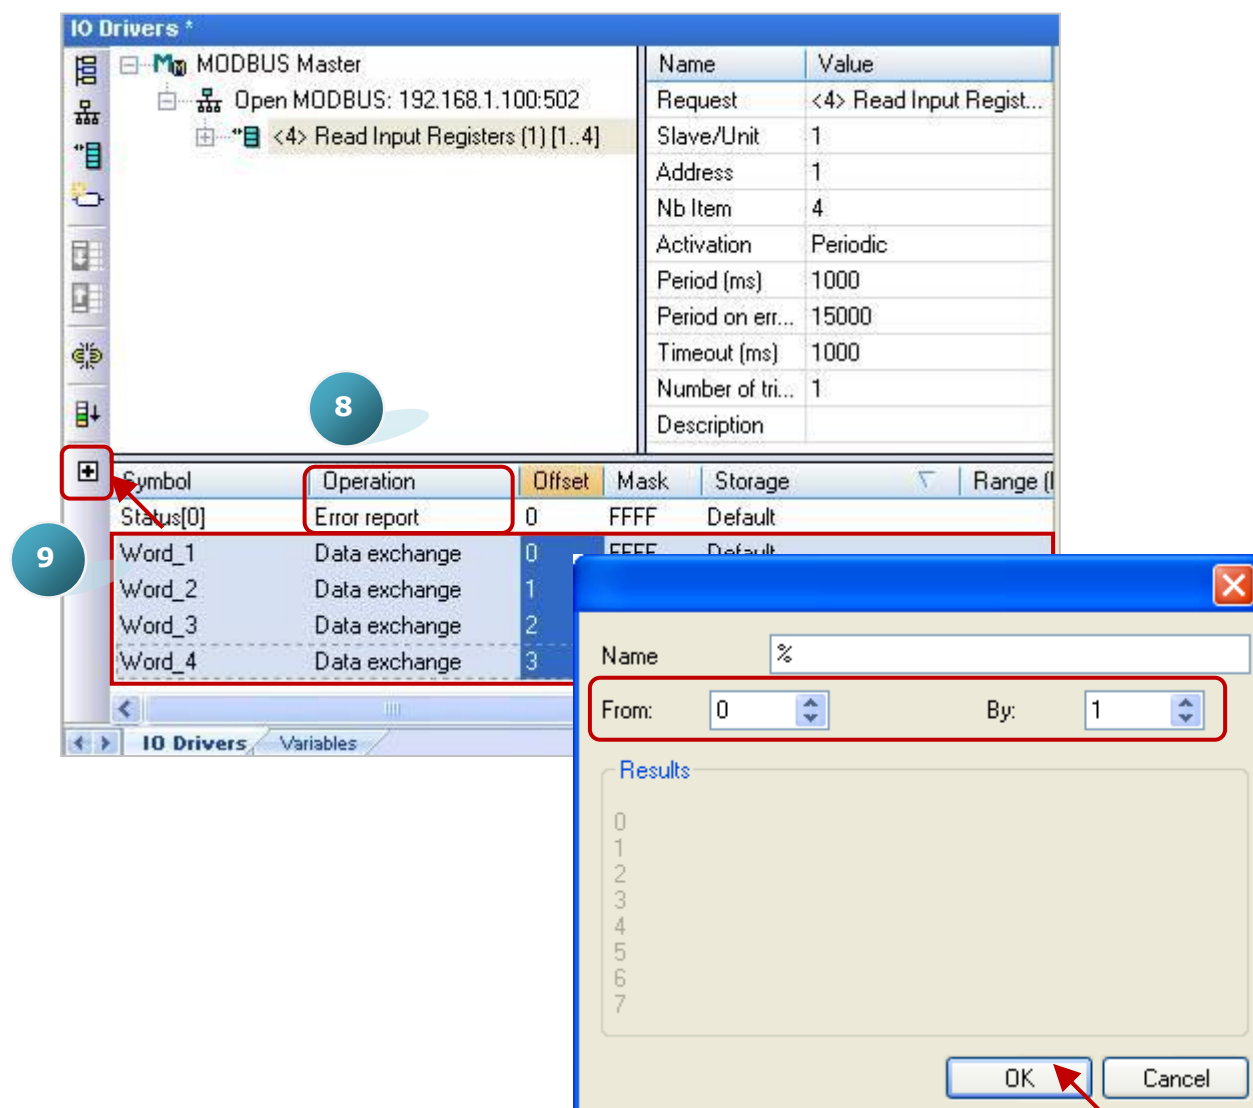 IO Drivers *
MODBUS Master
Open MODBUS: 192.168.1.100:502
<4> Read Input Registers (1) [1..4]
Name Value
Request <4> Read Input Regist...
Slave/Unit 1
Address 1
Nb Item 4
Activation Periodic
Period (ms) 1000
Period on err... 15000
Timeout (ms) 1000
Number of tri... 1
Description
8
Symbol Operation Offset Mask Storage Range (
Status[0] Error report 0 FFFF Default
9
Word_1 Data exchange 0 FFFF Default
Word_2 Data exchange 1
Word_3 Data exchange 2
Word_4 Data exchange 3
IO Drivers Variables
Name %
From: 0 By: 1
Results
0
1
2
3
4
5
6
7
OK Cancel